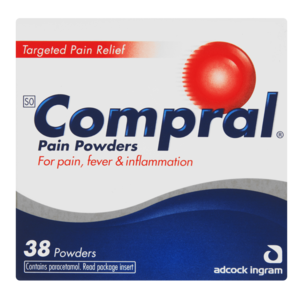 Targeted Pain Relief
S0
Compral®
Pain Powders
For pain, fever & inflammation
38 Powders
Contains paracetamol. Read package insert
adcock ingram